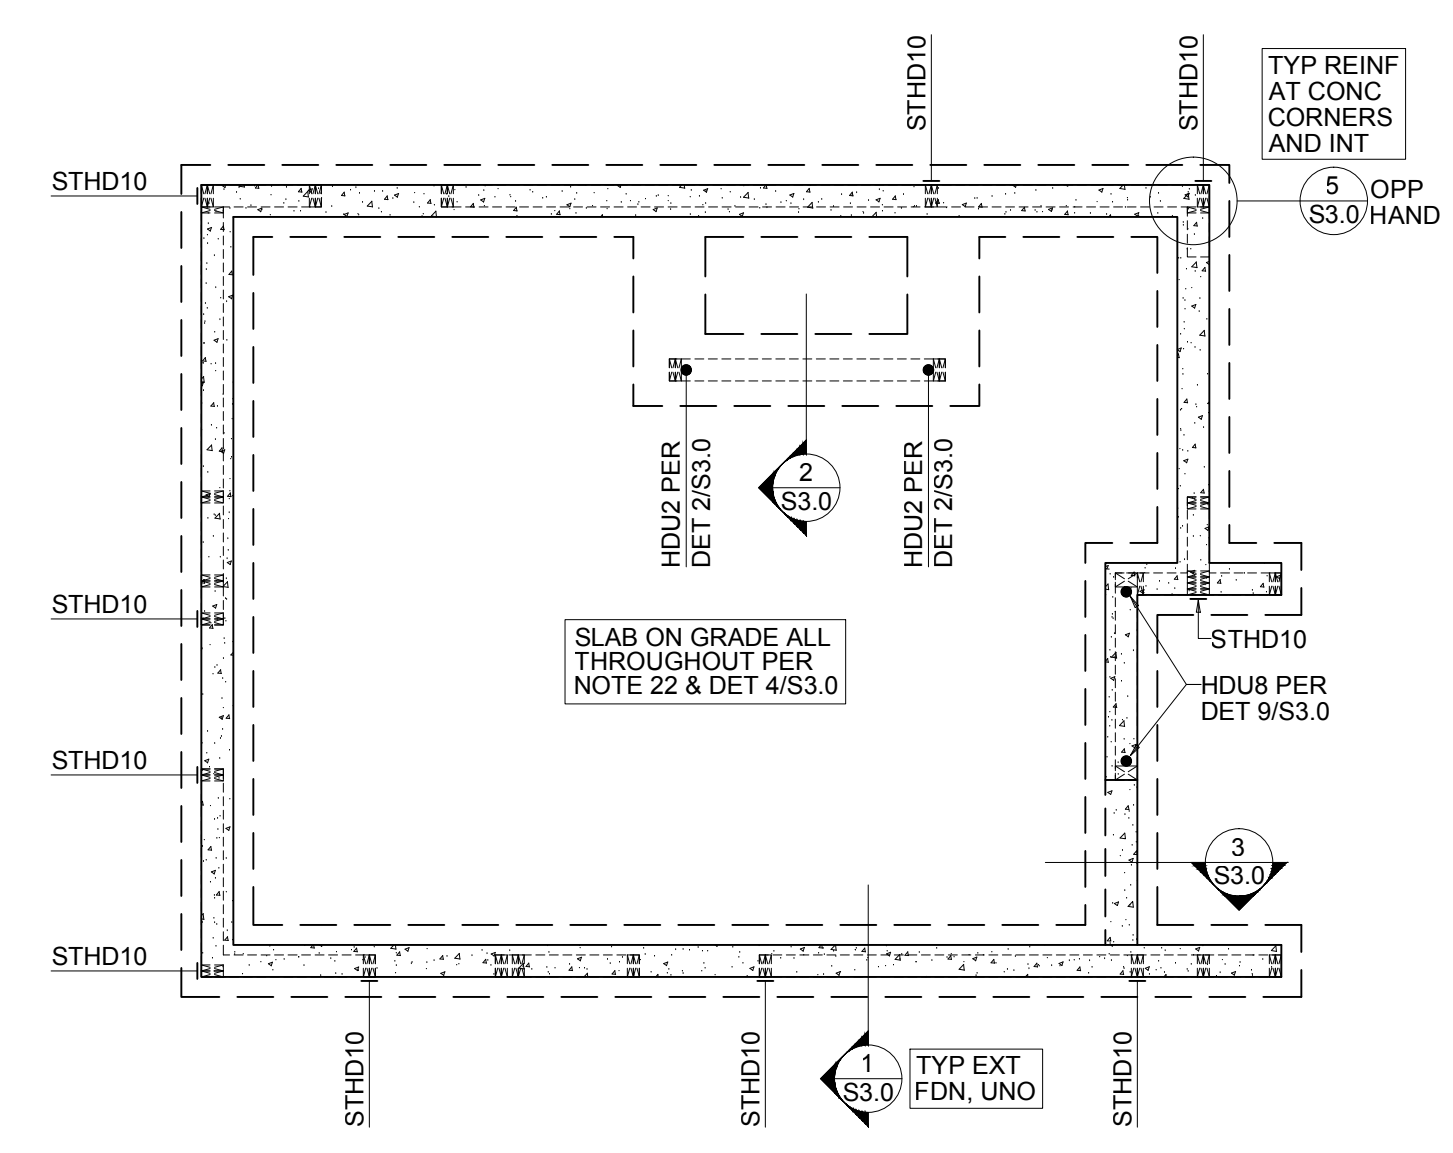 STHD10
STHD10
TYP REINF
AT CONC
CORNERS
AND INT
5
S3.0
OPP
HAND
STHD10
HDU2 PER
DET 2/S3.0
2
S3.0
HDU2 PER
DET 2/S3.0
STHD10
SLAB ON GRADE ALL
THROUGHOUT PER
NOTE 22 & DET 4/S3.0
STHD10
HDU8 PER
DET 9/S3.0
STHD10
3
S3.0
STHD10
STHD10
STHD10
1
S3.0
TYP EXT
FDN, UNO
STHD10